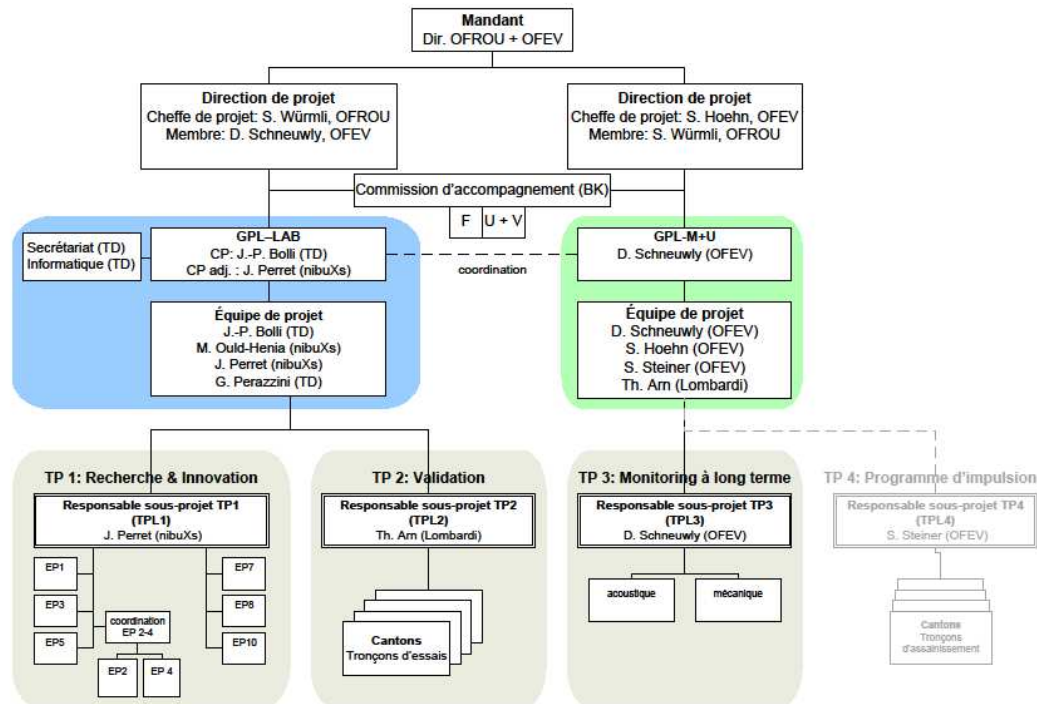 Mandant
Dir. OFROU + OFEV
Direction de projet
Cheffe de projet: S. Würmli, OFROU
Membre: D. Schneuwly, OFEV
Direction de projet
Cheffe de projet: S. Hoehn, OFEV
Membre: S. Würmli, OFROU
Commission d'accompagnement (BK)
F
U + V
Secrétariat (TD)
Informatique (TD)
GPL–LAB
CP: J.-P. Bolli (TD)
CP adj. : J. Perret (nibuXs)
coordination
GPL-M+U
D. Schneuwly (OFEV)
Équipe de projet
J.-P. Bolli (TD)
M. Ould-Henia (nibuXs)
J. Perret (nibuXs)
G. Perazzini (TD)
Équipe de projet
D. Schneuwly (OFEV)
S. Hoehn (OFEV)
S. Steiner (OFEV)
Th. Arn (Lombardi)
TP 1: Recherche & Innovation
Responsable sous-projet TP1
(TPL1)
J. Perret (nibuXs)
EP1
EP3
EP5
coordination
EP 2-4
EP2
EP 4
EP7
EP8
EP10
TP 2: Validation
Responsable sous-projet TP2
(TPL2)
Th. Arn (Lombardi)
Cantons
Tronçons d'essais
TP 3: Monitoring à long terme
Responsable sous-projet TP3
(TPL3)
D. Schneuwly (OFEV)
acoustique
mécanique
TP 4: Programme d'impulsion
Responsable sous-projet TP4
(TPL4)
S. Steiner (OFEV)
Cantons
Tronçons
d'assainissement